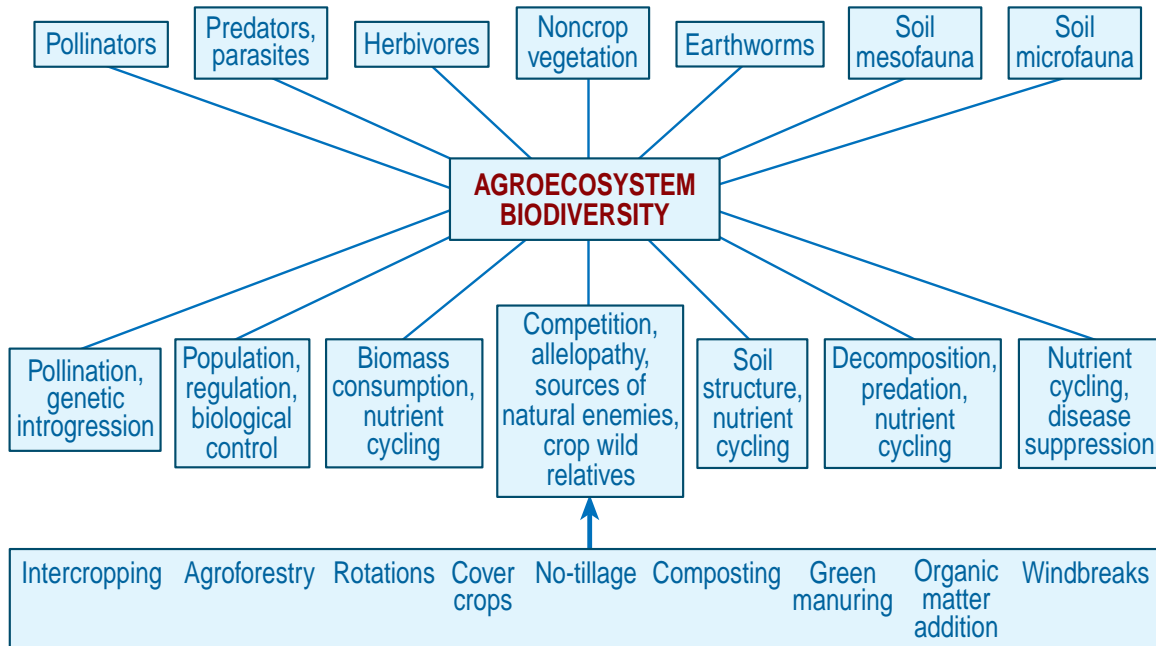 Pollinators
Predators,
parasites
Herbivores
Noncrop
vegetation
Earthworms
Soil
mesofauna
Soil
microfauna
AGROECOSYSTEM
BIODIVERSITY
Pollination,
genetic
introgression
Population,
regulation,
biological
control
Biomass
consumption,
nutrient
cycling
Competition,
allelopathy,
sources of
natural enemies,
crop wild
relatives
Soil
structure,
nutrient
cycling
Decomposition,
predation,
nutrient
cycling
Nutrient
cycling,
disease
suppression
Intercropping
Agroforestry
Rotations
Cover
crops
No-tillage
Composting
Green
manuring
Organic
matter
addition
Windbreaks